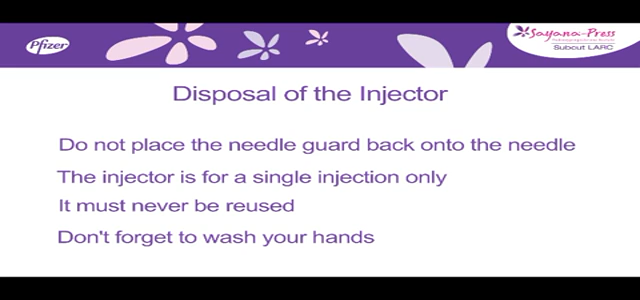 Pfizer
Sayana-Press
Subcut LARC
Disposal of the Injector
Do not place the needle guard back onto the needle
The injector is for a single injection only
It must never be reused
Don't forget to wash your hands